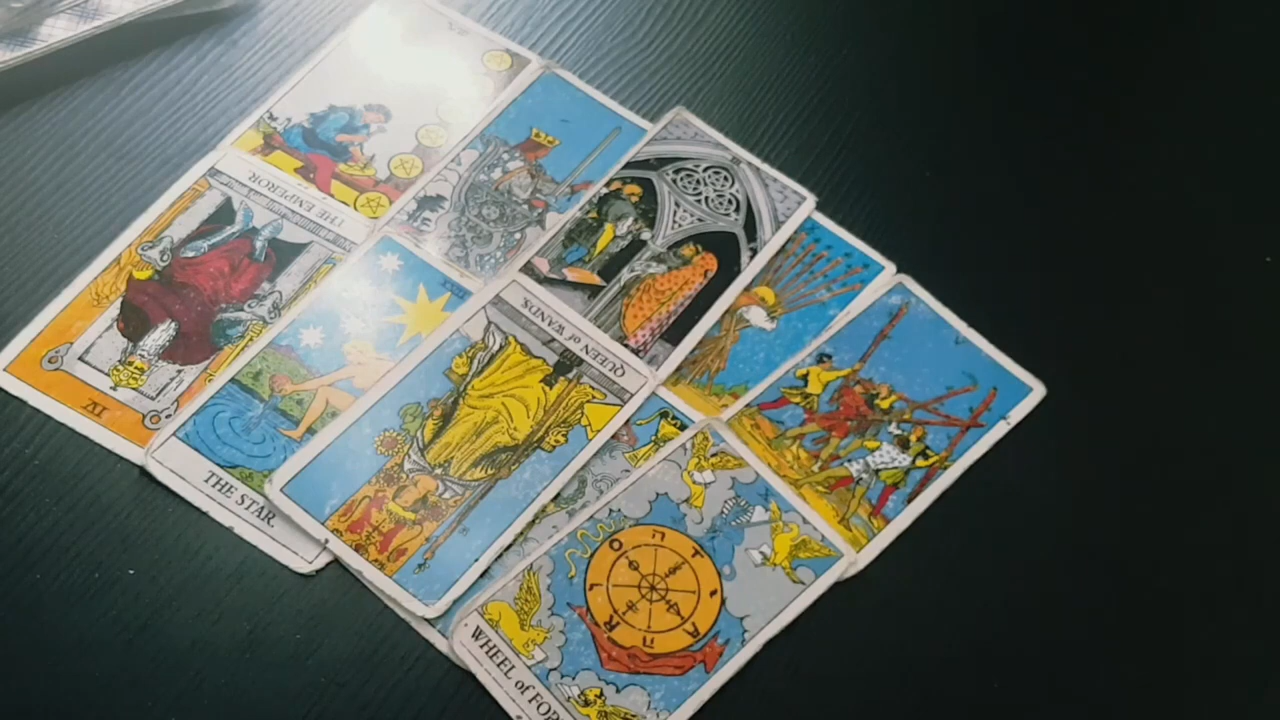 THE EMPEROR.
IV
THE STAR.
QUEEN of WANDS.
WHEEL of FOR
T
A
R
O